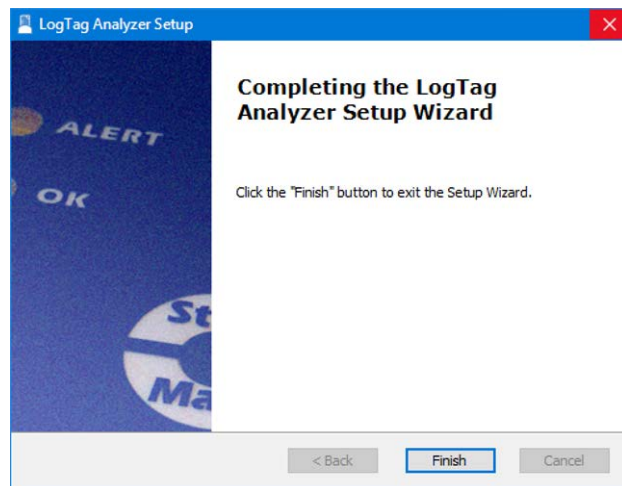 LogTag Analyzer Setup
ALERT
OK
Completing the LogTag
Analyzer Setup Wizard
Click the "Finish" button to exit the Setup Wizard.
< Back
Finish
Cancel